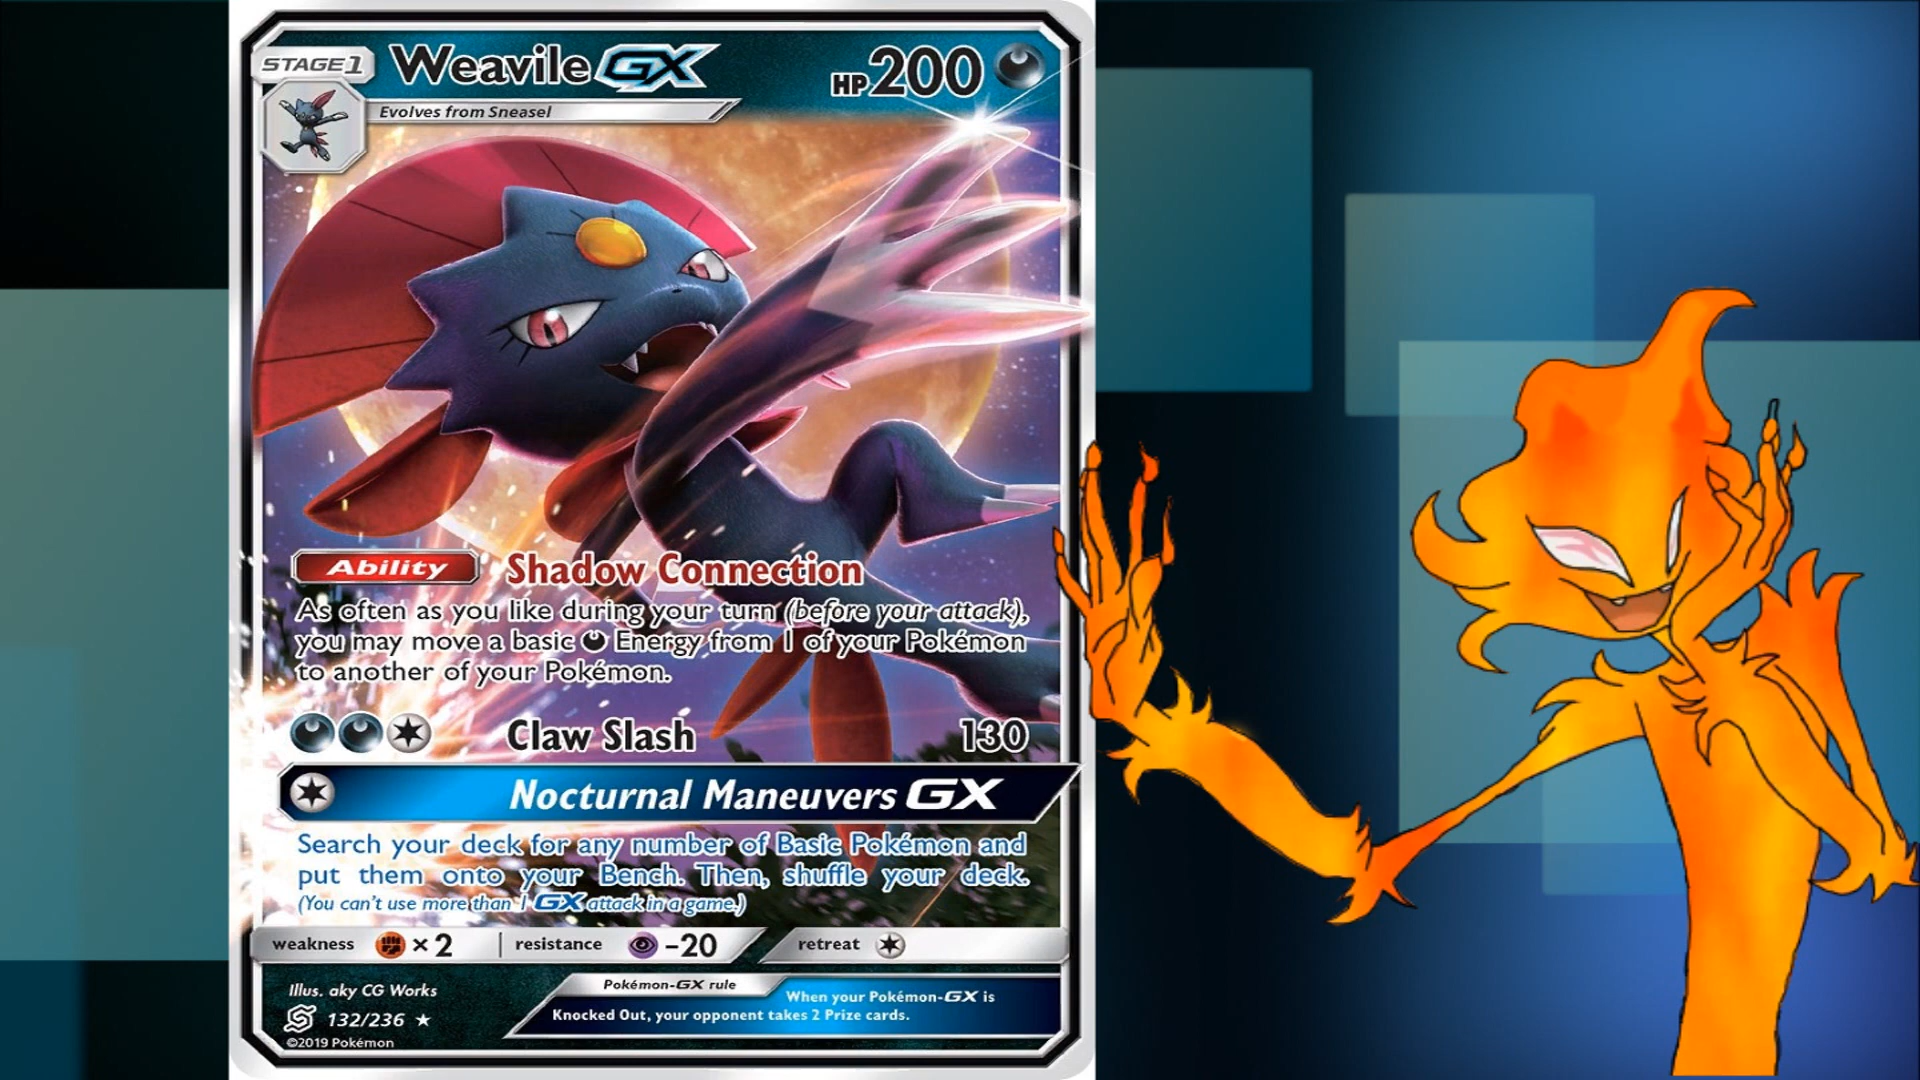 STAGE1 Weavile GX HP200
Evolves from Sneasel
Ability Shadow Connection
As often as you like during your turn (before your attack),
you may move a basic Energy from 1 of your Pokémon
to another of your Pokémon.
Claw Slash 130
Nocturnal Maneuvers GX
Search your deck for any number of Basic Pokémon and
put them onto your Bench. Then, shuffle your deck.
(You can't use more than 1 GX attack in a game.)
weakness ×2 resistance -20 retreat
Illus. aky CG Works
132/236 ★
©2019 Pokémon
Pokémon-GX rule
When your Pokémon-GX is
Knocked Out, your opponent takes 2 Prize cards.